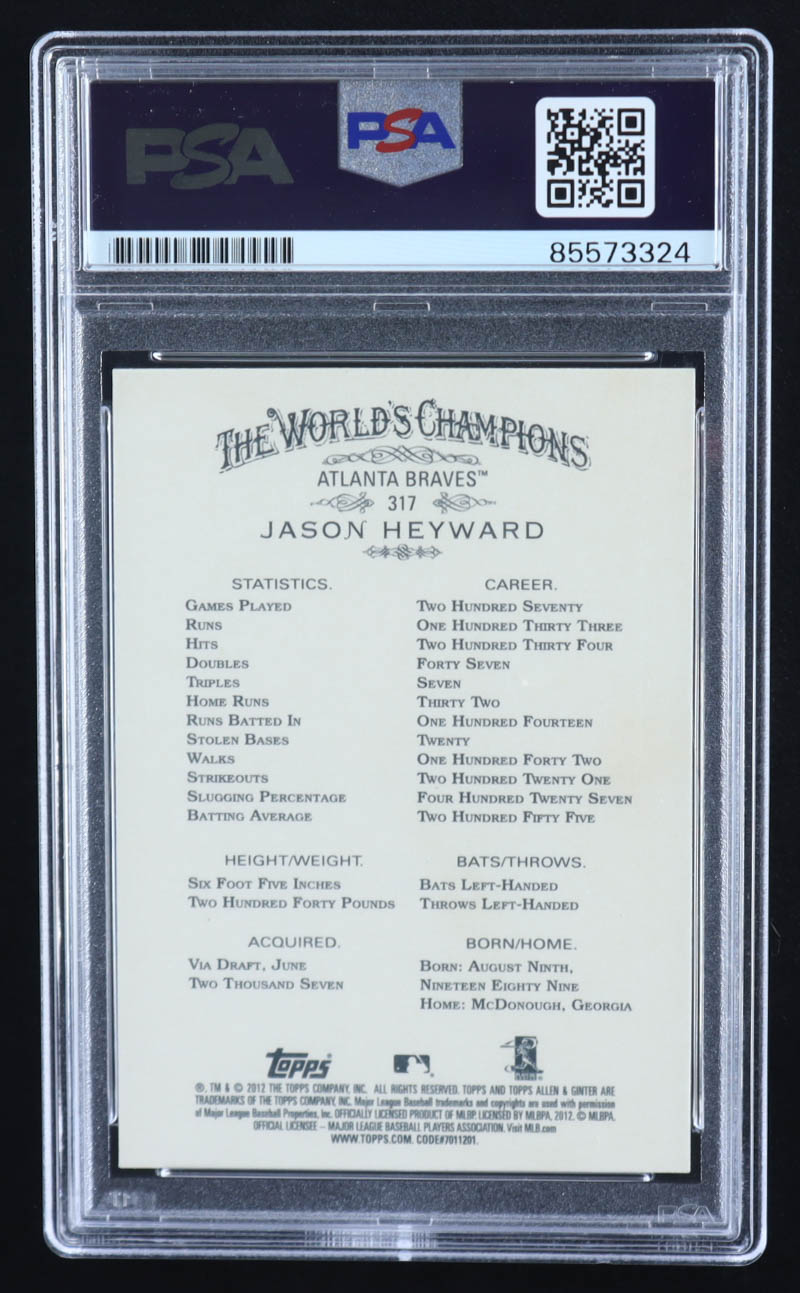 PSA
PSA
85573324
THE WORLD'S CHAMPIONS
ATLANTA BRAVES™
317
JASON HEYWARD
STATISTICS. CAREER.
GAMES PLAYED TWO HUNDRED SEVENTY
RUNS ONE HUNDRED THIRTY THREE
HITS TWO HUNDRED THIRTY FOUR
DOUBLES FORTY SEVEN
TRIPLES SEVEN
HOME RUNS THIRTY TWO
RUNS BATTED IN ONE HUNDRED FOURTEEN
STOLEN BASES TWENTY
WALKS ONE HUNDRED FORTY TWO
STRIKEOUTS TWO HUNDRED TWENTY ONE
SLUGGING PERCENTAGE FOUR HUNDRED TWENTY SEVEN
BATTING AVERAGE TWO HUNDRED FIFTY FIVE
HEIGHT/WEIGHT. BATS/THROWS.
SIX FOOT FIVE INCHES BATS LEFT-HANDED
TWO HUNDRED FORTY POUNDS THROWS LEFT-HANDED
ACQUIRED. BORN/HOME.
VIA DRAFT, JUNE BORN: AUGUST NINTH,
TWO THOUSAND SEVEN NINETEEN EIGHTY NINE
HOME: MCDONOUGH, GEORGIA
Topps
®, TM & © 2012 THE TOPPS COMPANY, INC. ALL RIGHTS RESERVED. TOPPS AND TOPPS ALLEN & GINTER ARE
TRADEMARKS OF THE TOPPS COMPANY, INC. Major League Baseball trademarks and copyrights are used with permission
of Major League Baseball Properties, Inc. OFFICIALLY LICENSED PRODUCT OF MLBP. LICENSED BY MLBPA, 2012. © MLBPA.
OFFICIAL LICENSEE – MAJOR LEAGUE BASEBALL PLAYERS ASSOCIATION. Visit MLB.com
WWW.TOPPS.COM. CODE#7011201.
PSA